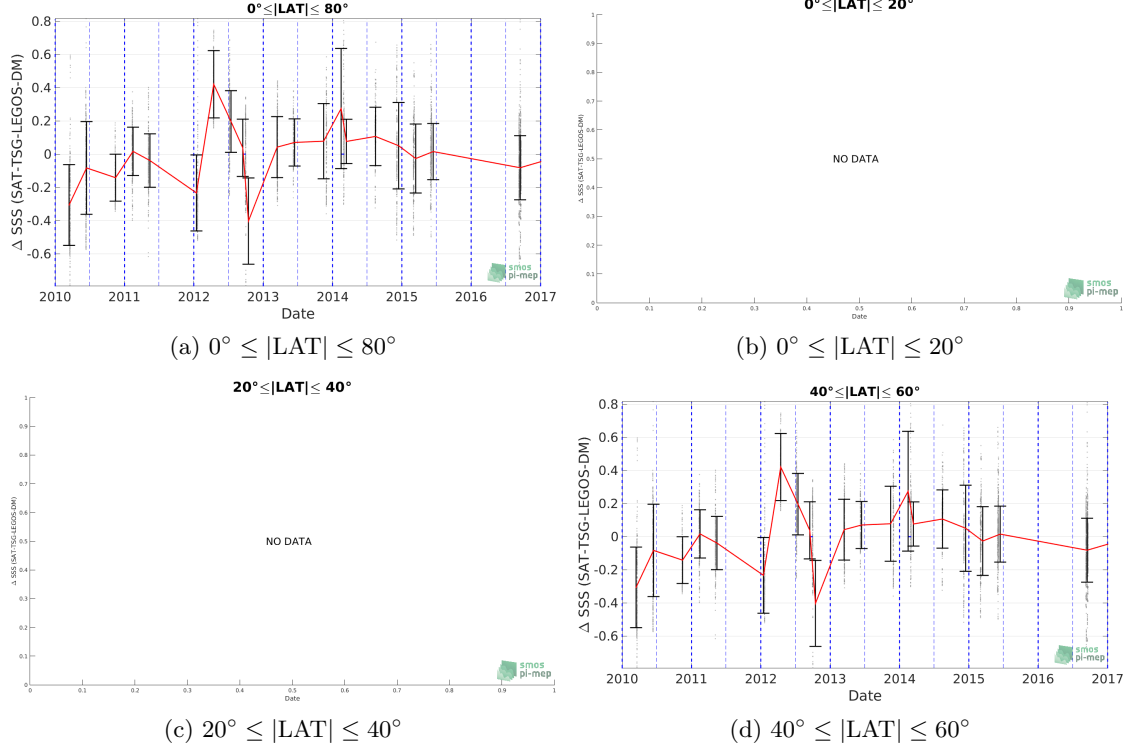 0°≤|LAT|≤ 80°
0.8
0.6
0.4
0.2
0
-0.2
-0.4
-0.6
Δ SSS (SAT-TSG-LEGOS-DM)
2010 2011 2012 2013 2014 2015 2016 2017
Date
smos
pi-mep
(a) 0° ≤ |LAT| ≤ 80°
0°≤|LAT|≤ 20°
1
0.9
0.8
0.7
0.6
0.5
0.4
0.3
0.2
0.1
0
Δ SSS (SAT-TSG-LEGOS-DM)
NO DATA
0 0.1 0.2 0.3 0.4 0.5 0.6 0.7 0.8 0.9 1
Date
smos
pi-mep
(b) 0° ≤ |LAT| ≤ 20°
20°≤|LAT|≤ 40°
1
0.9
0.8
0.7
0.6
0.5
0.4
0.3
0.2
0.1
0
Δ SSS (SAT-TSG-LEGOS-DM)
NO DATA
0 0.1 0.2 0.3 0.4 0.5 0.6 0.7 0.8 0.9 1
Date
smos
pi-mep
(c) 20° ≤ |LAT| ≤ 40°
40°≤|LAT|≤ 60°
0.8
0.6
0.4
0.2
0
-0.2
-0.4
-0.6
Δ SSS (SAT-TSG-LEGOS-DM)
2010 2011 2012 2013 2014 2015 2016 2017
Date
smos
pi-mep
(d) 40° ≤ |LAT| ≤ 60°